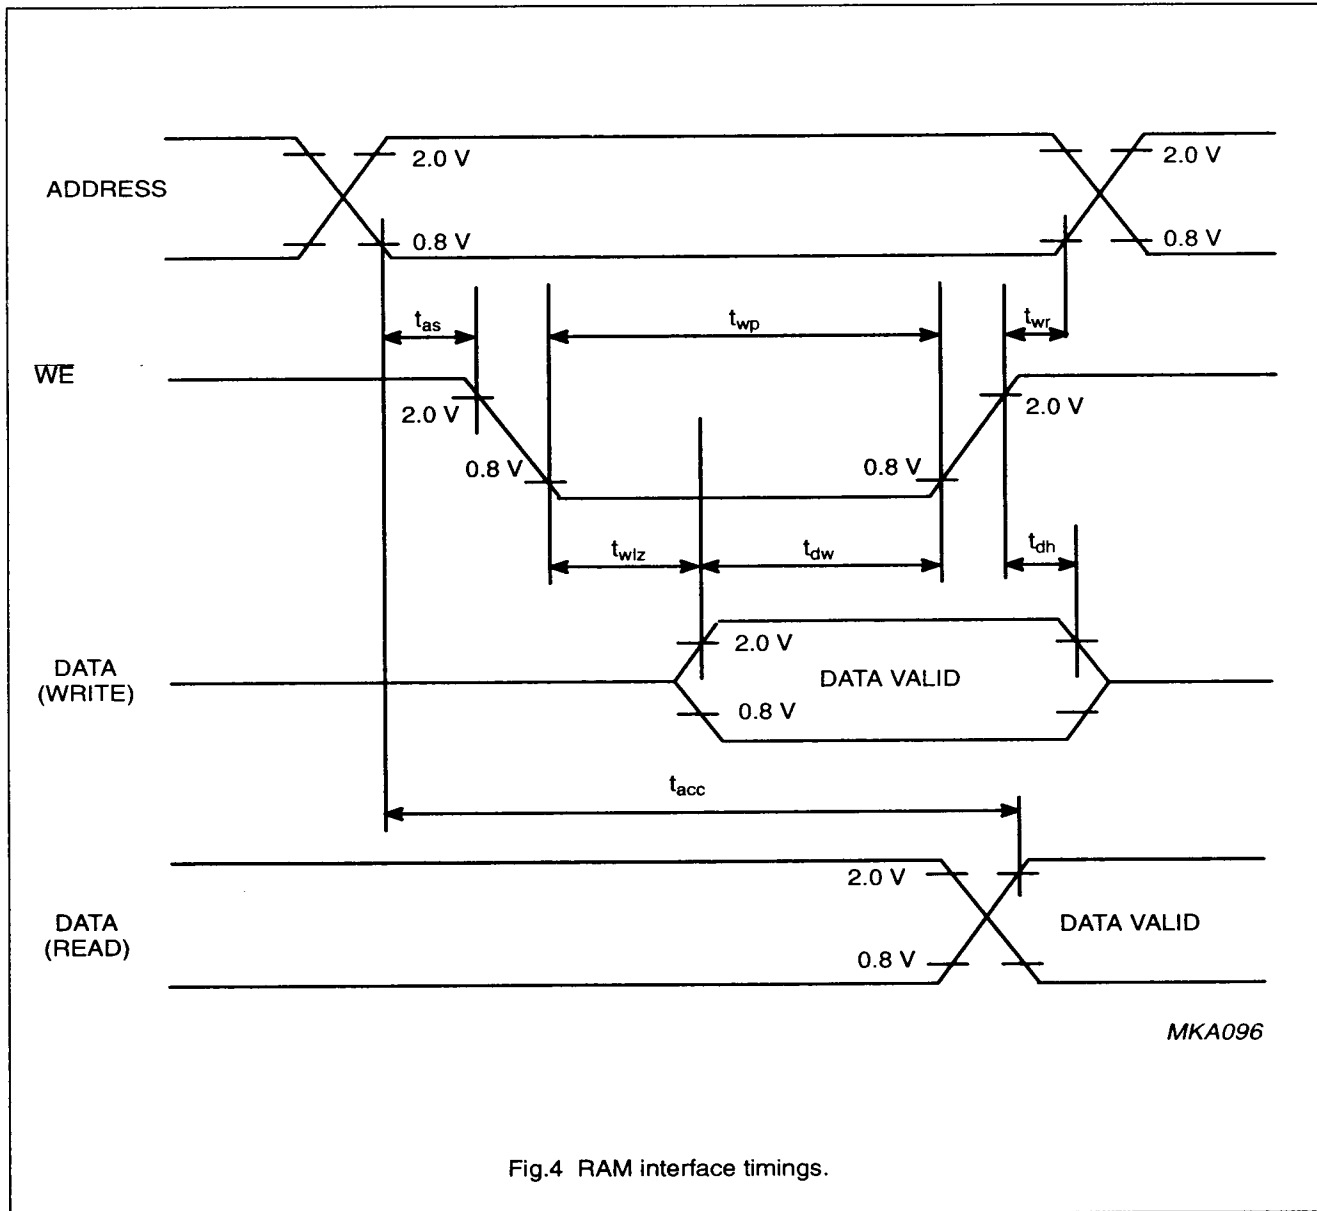 ADDRESS
2.0 V
2.0 V
0.8 V
0.8 V
t_as
t_wp
t_wr
WE
2.0 V
2.0 V
0.8 V
0.8 V
t_wlz
t_dw
t_dh
DATA
(WRITE)
2.0 V
DATA VALID
0.8 V
t_acc
DATA
(READ)
2.0 V
DATA VALID
0.8 V
MKA096
Fig.4 RAM interface timings.